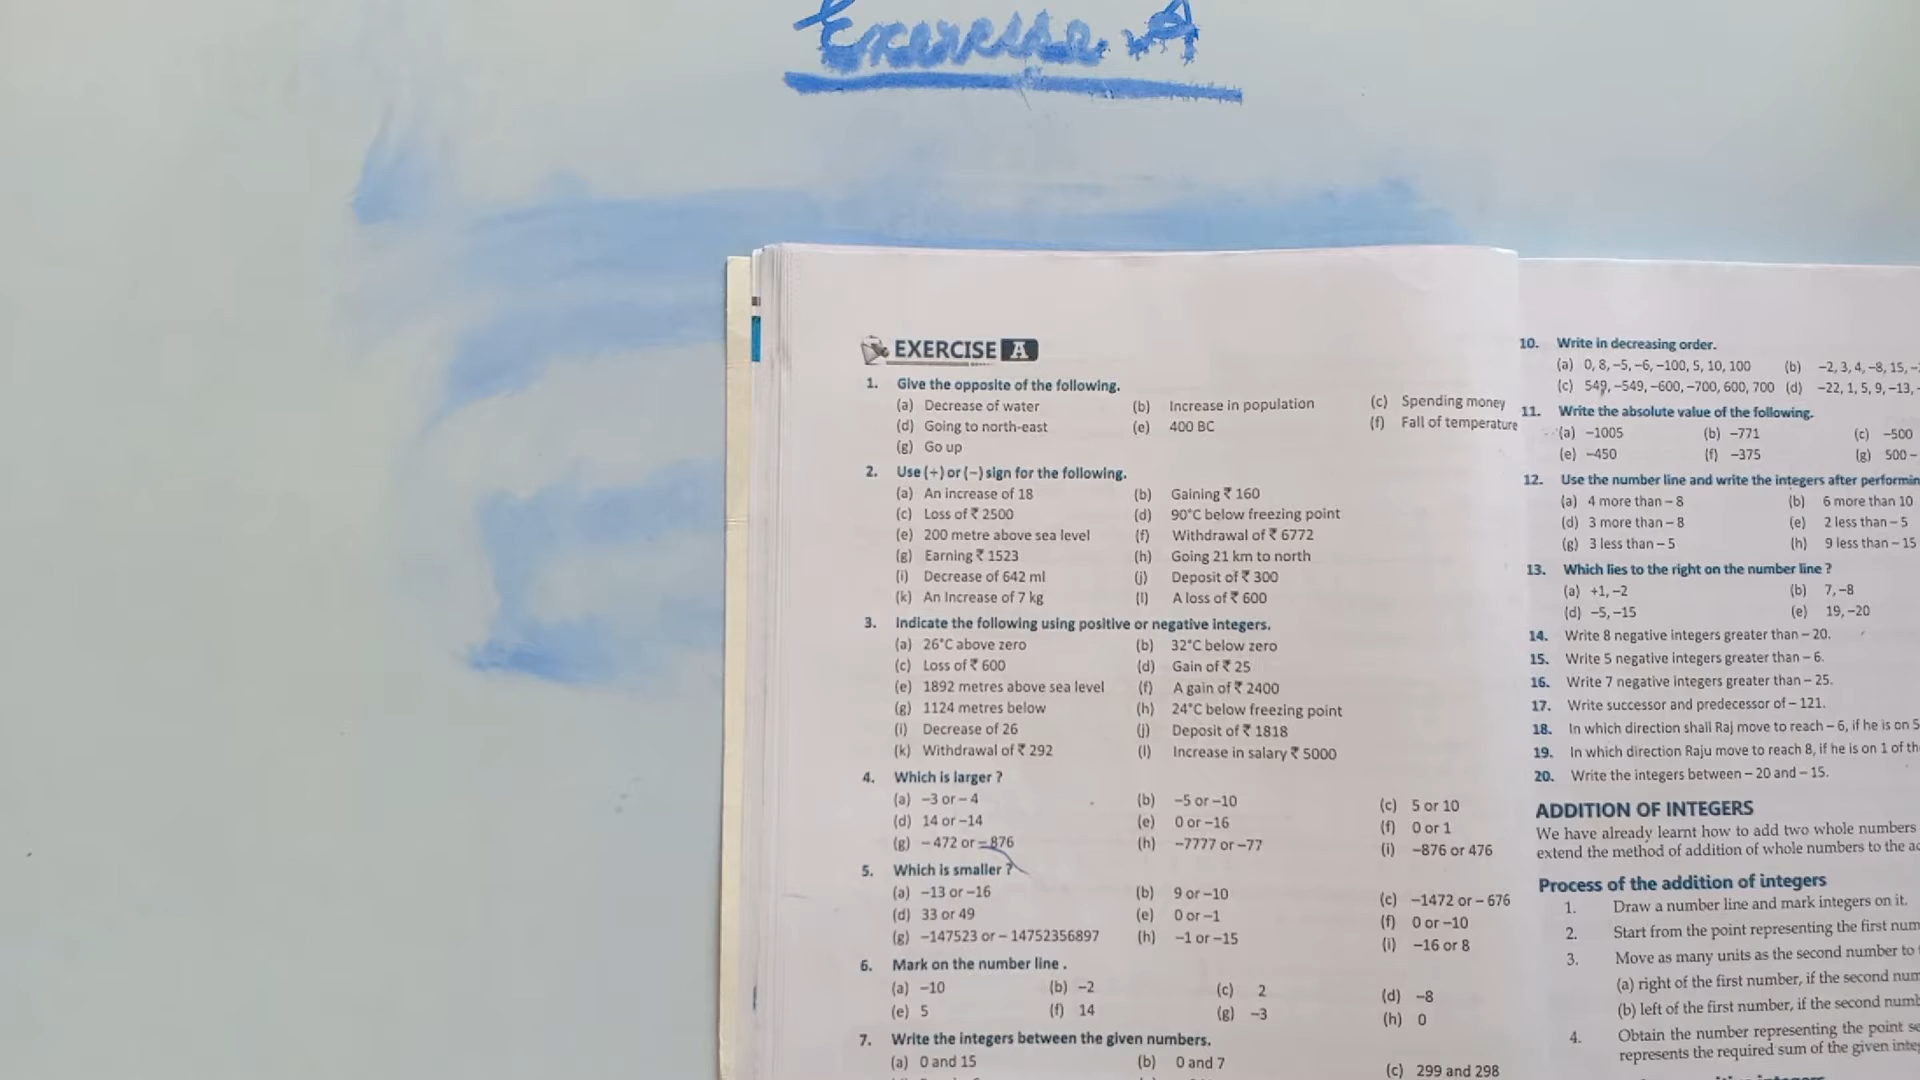 Exercise A
EXERCISE A
1. Give the opposite of the following.
(a) Decrease of water (b) Increase in population (c) Spending money
(d) Going to north-east (e) 400 BC (f) Fall of temperature
(g) Go up
2. Use (+) or (−) sign for the following.
(a) An increase of 18 (b) Gaining ₹ 160
(c) Loss of ₹ 2500 (d) 90°C below freezing point
(e) 200 metre above sea level (f) Withdrawal of ₹ 6772
(g) Earning ₹ 1523 (h) Going 21 km to north
(i) Decrease of 642 ml (j) Deposit of ₹ 300
(k) An Increase of 7 kg (l) A loss of ₹ 600
3. Indicate the following using positive or negative integers.
(a) 26°C above zero (b) 32°C below zero
(c) Loss of ₹ 600 (d) Gain of ₹ 25
(e) 1892 metres above sea level (f) A gain of ₹ 2400
(g) 1124 metres below (h) 24°C below freezing point
(i) Decrease of 26 (j) Deposit of ₹ 1818
(k) Withdrawal of ₹ 292 (l) Increase in salary ₹ 5000
4. Which is larger ?
(a) −3 or − 4 (b) −5 or −10 (c) 5 or 10
(d) 14 or −14 (e) 0 or −16 (f) 0 or 1
(g) − 472 or − 876 (h) −7777 or −77 (i) −876 or 476
5. Which is smaller ?
(a) −13 or −16 (b) 9 or −10 (c) −1472 or − 676
(d) 33 or 49 (e) 0 or −1 (f) 0 or −10
(g) −147523 or − 14752356897 (h) −1 or −15 (i) −16 or 8
6. Mark on the number line .
(a) −10 (b) −2 (c) 2 (d) −8
(e) 5 (f) 14 (g) −3 (h) 0
7. Write the integers between the given numbers.
(a) 0 and 15 (b) 0 and 7 (c) 299 and 298
10. Write in decreasing order.
(a) 0, 8, −5, −6, −100, 5, 10, 100 (b) −2, 3, 4, −8, 15,
(c) 549, −549, −600, −700, 600, 700 (d) −22, 1, 5, 9, −13,
11. Write the absolute value of the following.
(a) −1005 (b) −771 (c) −500
(e) −450 (f) −375 (g) 500 −
12. Use the number line and write the integers after
(a) 4 more than − 8 (b) 6 more than 10
(d) 3 more than − 8 (e) 2 less than − 5
(g) 3 less than − 5 (h) 9 less than − 15
13. Which lies to the right on the number line ?
(a) +1, −2 (b) 7, −8
(d) −5, −15 (e) 19, −20
14. Write 8 negative integers greater than − 20.
15. Write 5 negative integers greater than − 6.
16. Write 7 negative integers greater than − 25.
17. Write successor and predecessor of − 121.
18. In which direction shall Raj move to reach − 6, if he is on 5
19. In which direction Raju move to reach 8, if he is on 1 of
20. Write the integers between − 20 and − 15.
ADDITION OF INTEGERS
We have already learnt how to add two whole numbers
extend the method of addition of whole numbers to the
Process of the addition of integers
1. Draw a number line and mark integers on it.
2. Start from the point representing the first
3. Move as many units as the second number to
(a) right of the first number, if the second
(b) left of the first number, if the second
4. Obtain the number representing the point
represents the required sum of the given